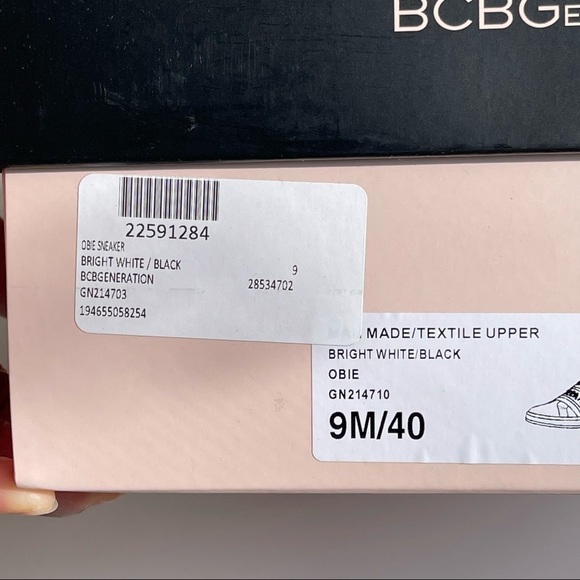 BCBGE
22591284
OBIE SNEAKER
BRIGHT WHITE / BLACK 9
BCBGENERATION 28534702
GN214703
194655058254
MADE/TEXTILE UPPER
BRIGHT WHITE/BLACK
OBIE
GN214710
9M/40